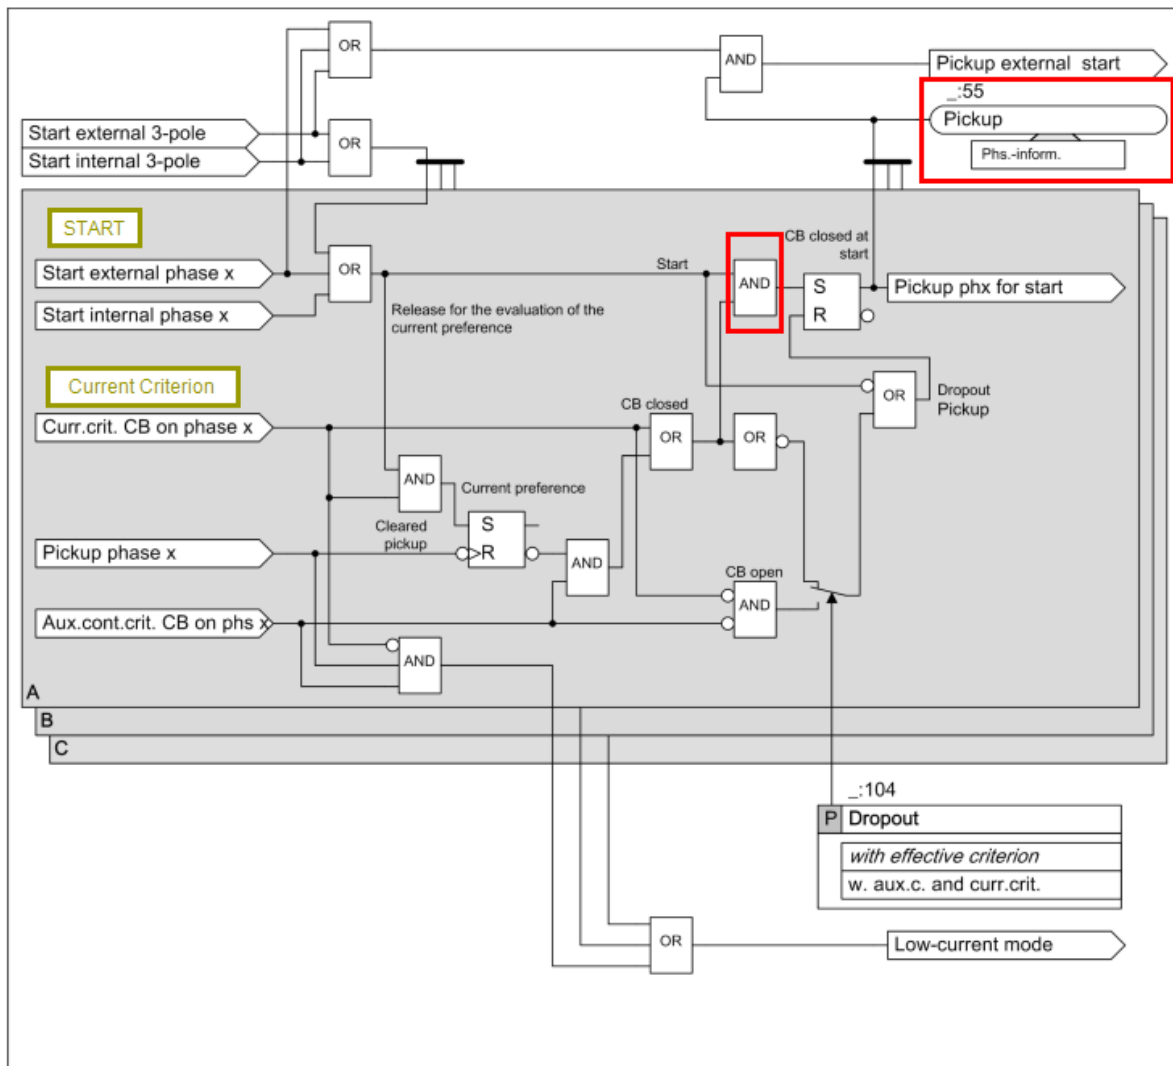 OR
AND
Pickup external  start
_:55
Pickup
Phs.-inform.
Start external 3-pole
Start internal 3-pole
OR
START
CB closed at
start
Start external phase x
OR
Start
AND
S
R
Pickup phx for start
Start internal phase x
Release for the evaluation of the
current preference
Current Criterion
CB closed
OR
Dropout
Pickup
Curr.crit. CB on phase x
OR
OR
AND
Current preference
Cleared
pickup
S
R
Pickup phase x
AND
CB open
AND
Aux.cont.crit. CB on phs x
AND
A
B
C
_:104
P
Dropout
with effective criterion
w. aux.c. and curr.crit.
OR
Low-current mode